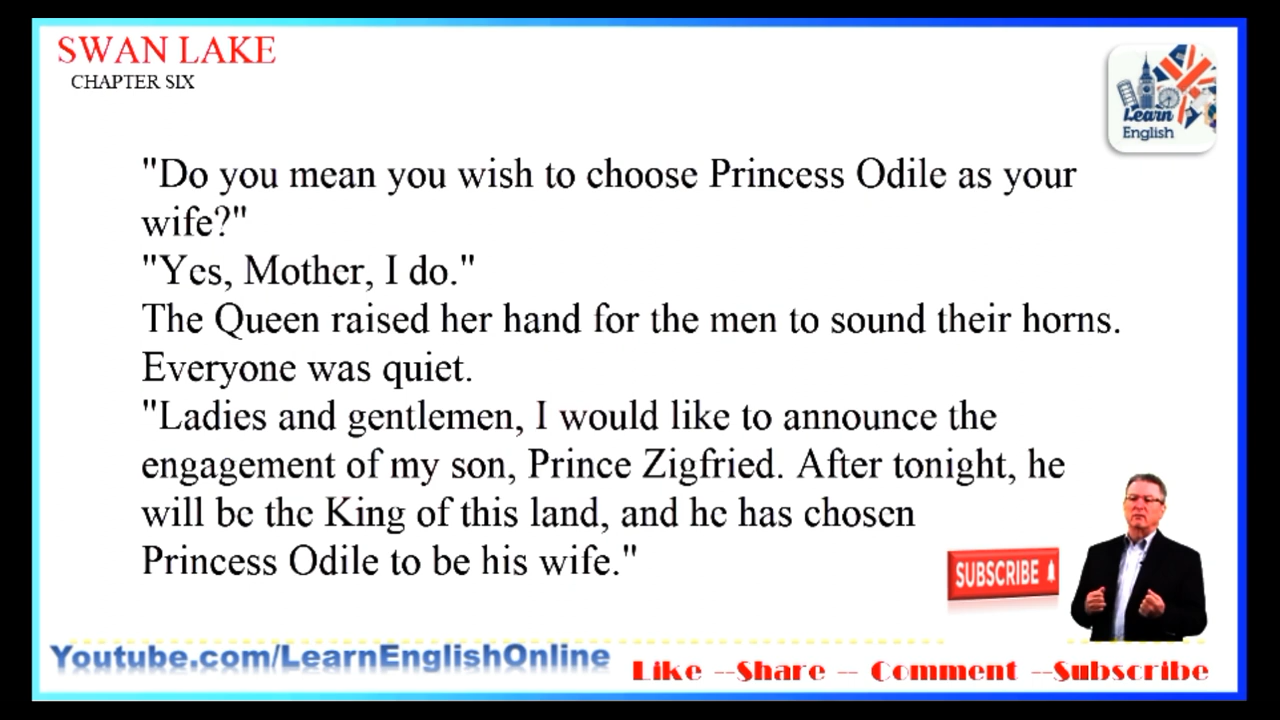 SWAN LAKE
CHAPTER SIX
Learn
English
"Do you mean you wish to choose Princess Odile as your
wife?"
"Yes, Mother, I do."
The Queen raised her hand for the men to sound their horns.
Everyone was quiet.
"Ladies and gentlemen, I would like to announce the
engagement of my son, Prince Zigfried. After tonight, he
will be the King of this land, and he has chosen
Princess Odile to be his wife."
SUBSCRIBE
Youtube.com/LearnEnglishOnline
Like --Share -- Comment --Subscribe